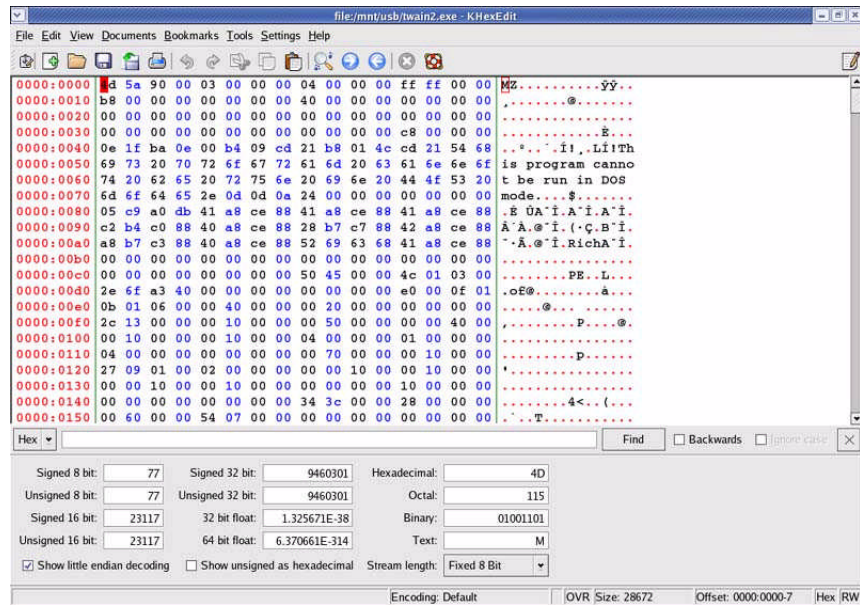 file:/mnt/usb/twain2.exe - KHexEdit
File Edit View Documents Bookmarks Tools Settings Help
0000:0000 4d 5a 90 00 03 00 00 00 04 00 00 00 ff ff 00 00 MZ..........ÿÿ..
0000:0010 b8 00 00 00 00 00 00 00 40 00 00 00 00 00 00 00 ¸.......@.......
0000:0020 00 00 00 00 00 00 00 00 00 00 00 00 00 00 00 00 ................
0000:0030 00 00 00 00 00 00 00 00 00 00 00 00 c8 00 00 00 ............È...
0000:0040 0e 1f ba 0e 00 b4 09 cd 21 b8 01 4c cd 21 54 68 ..º..´.Í!¸.LÍ!Th
0000:0050 69 73 20 70 72 6f 67 72 61 6d 20 63 61 6e 6e 6f is program canno
0000:0060 74 20 62 65 20 72 75 6e 20 69 6e 20 44 4f 53 20 t be run in DOS
0000:0070 6d 6f 64 65 2e 0d 0d 0a 24 00 00 00 00 00 00 00 mode....$.......
0000:0080 05 c9 a0 db 41 a8 ce 88 41 a8 ce 88 41 a8 ce 88 .É ÛA¨Î.A¨Î.A¨Î.
0000:0090 c2 b4 c0 88 40 a8 ce 88 28 b7 c7 88 42 a8 ce 88 Â´À.@¨Î.(·Ç.B¨Î.
0000:00a0 a8 b7 c3 88 40 a8 ce 88 52 69 63 68 41 a8 ce 88 ¨·Ã.@¨Î.RichA¨Î.
0000:00b0 00 00 00 00 00 00 00 00 00 00 00 00 00 00 00 00 ................
0000:00c0 00 00 00 00 00 00 00 00 50 45 00 00 4c 01 03 00 ........PE..L...
0000:00d0 2e 6f a3 40 00 00 00 00 00 00 00 00 e0 00 0f 01 .o£@........à...
0000:00e0 0b 01 06 00 00 40 00 00 00 20 00 00 00 00 00 00 .....@... ......
0000:00f0 2c 13 00 00 00 10 00 00 00 50 00 00 00 00 40 00 ,........P....@.
0000:0100 00 10 00 00 00 10 00 00 04 00 00 00 01 00 00 00 ................
0000:0110 04 00 00 00 00 00 00 00 00 70 00 00 00 10 00 00 .........p......
0000:0120 27 09 01 00 02 00 00 00 00 00 10 00 00 10 00 00 '...............
0000:0130 00 00 10 00 00 10 00 00 00 00 00 00 10 00 00 00 ................
0000:0140 00 00 00 00 00 00 00 00 34 3c 00 00 28 00 00 00 ........4<..(...
0000:0150 00 60 00 00 54 07 00 00 00 00 00 00 00 00 00 00 .`..T...........
Hex Find Backwards Ignore case
Signed 8 bit: 77 Signed 32 bit: 9460301 Hexadecimal: 4D
Unsigned 8 bit: 77 Unsigned 32 bit: 9460301 Octal: 115
Signed 16 bit: 23117 32 bit float: 1.325671E-38 Binary: 01001101
Unsigned 16 bit: 23117 64 bit float: 6.370661E-314 Text: M
Show little endian decoding Show unsigned as hexadecimal Stream length: Fixed 8 Bit
Encoding: Default OVR Size: 28672 Offset: 0000:0000-7 Hex RW